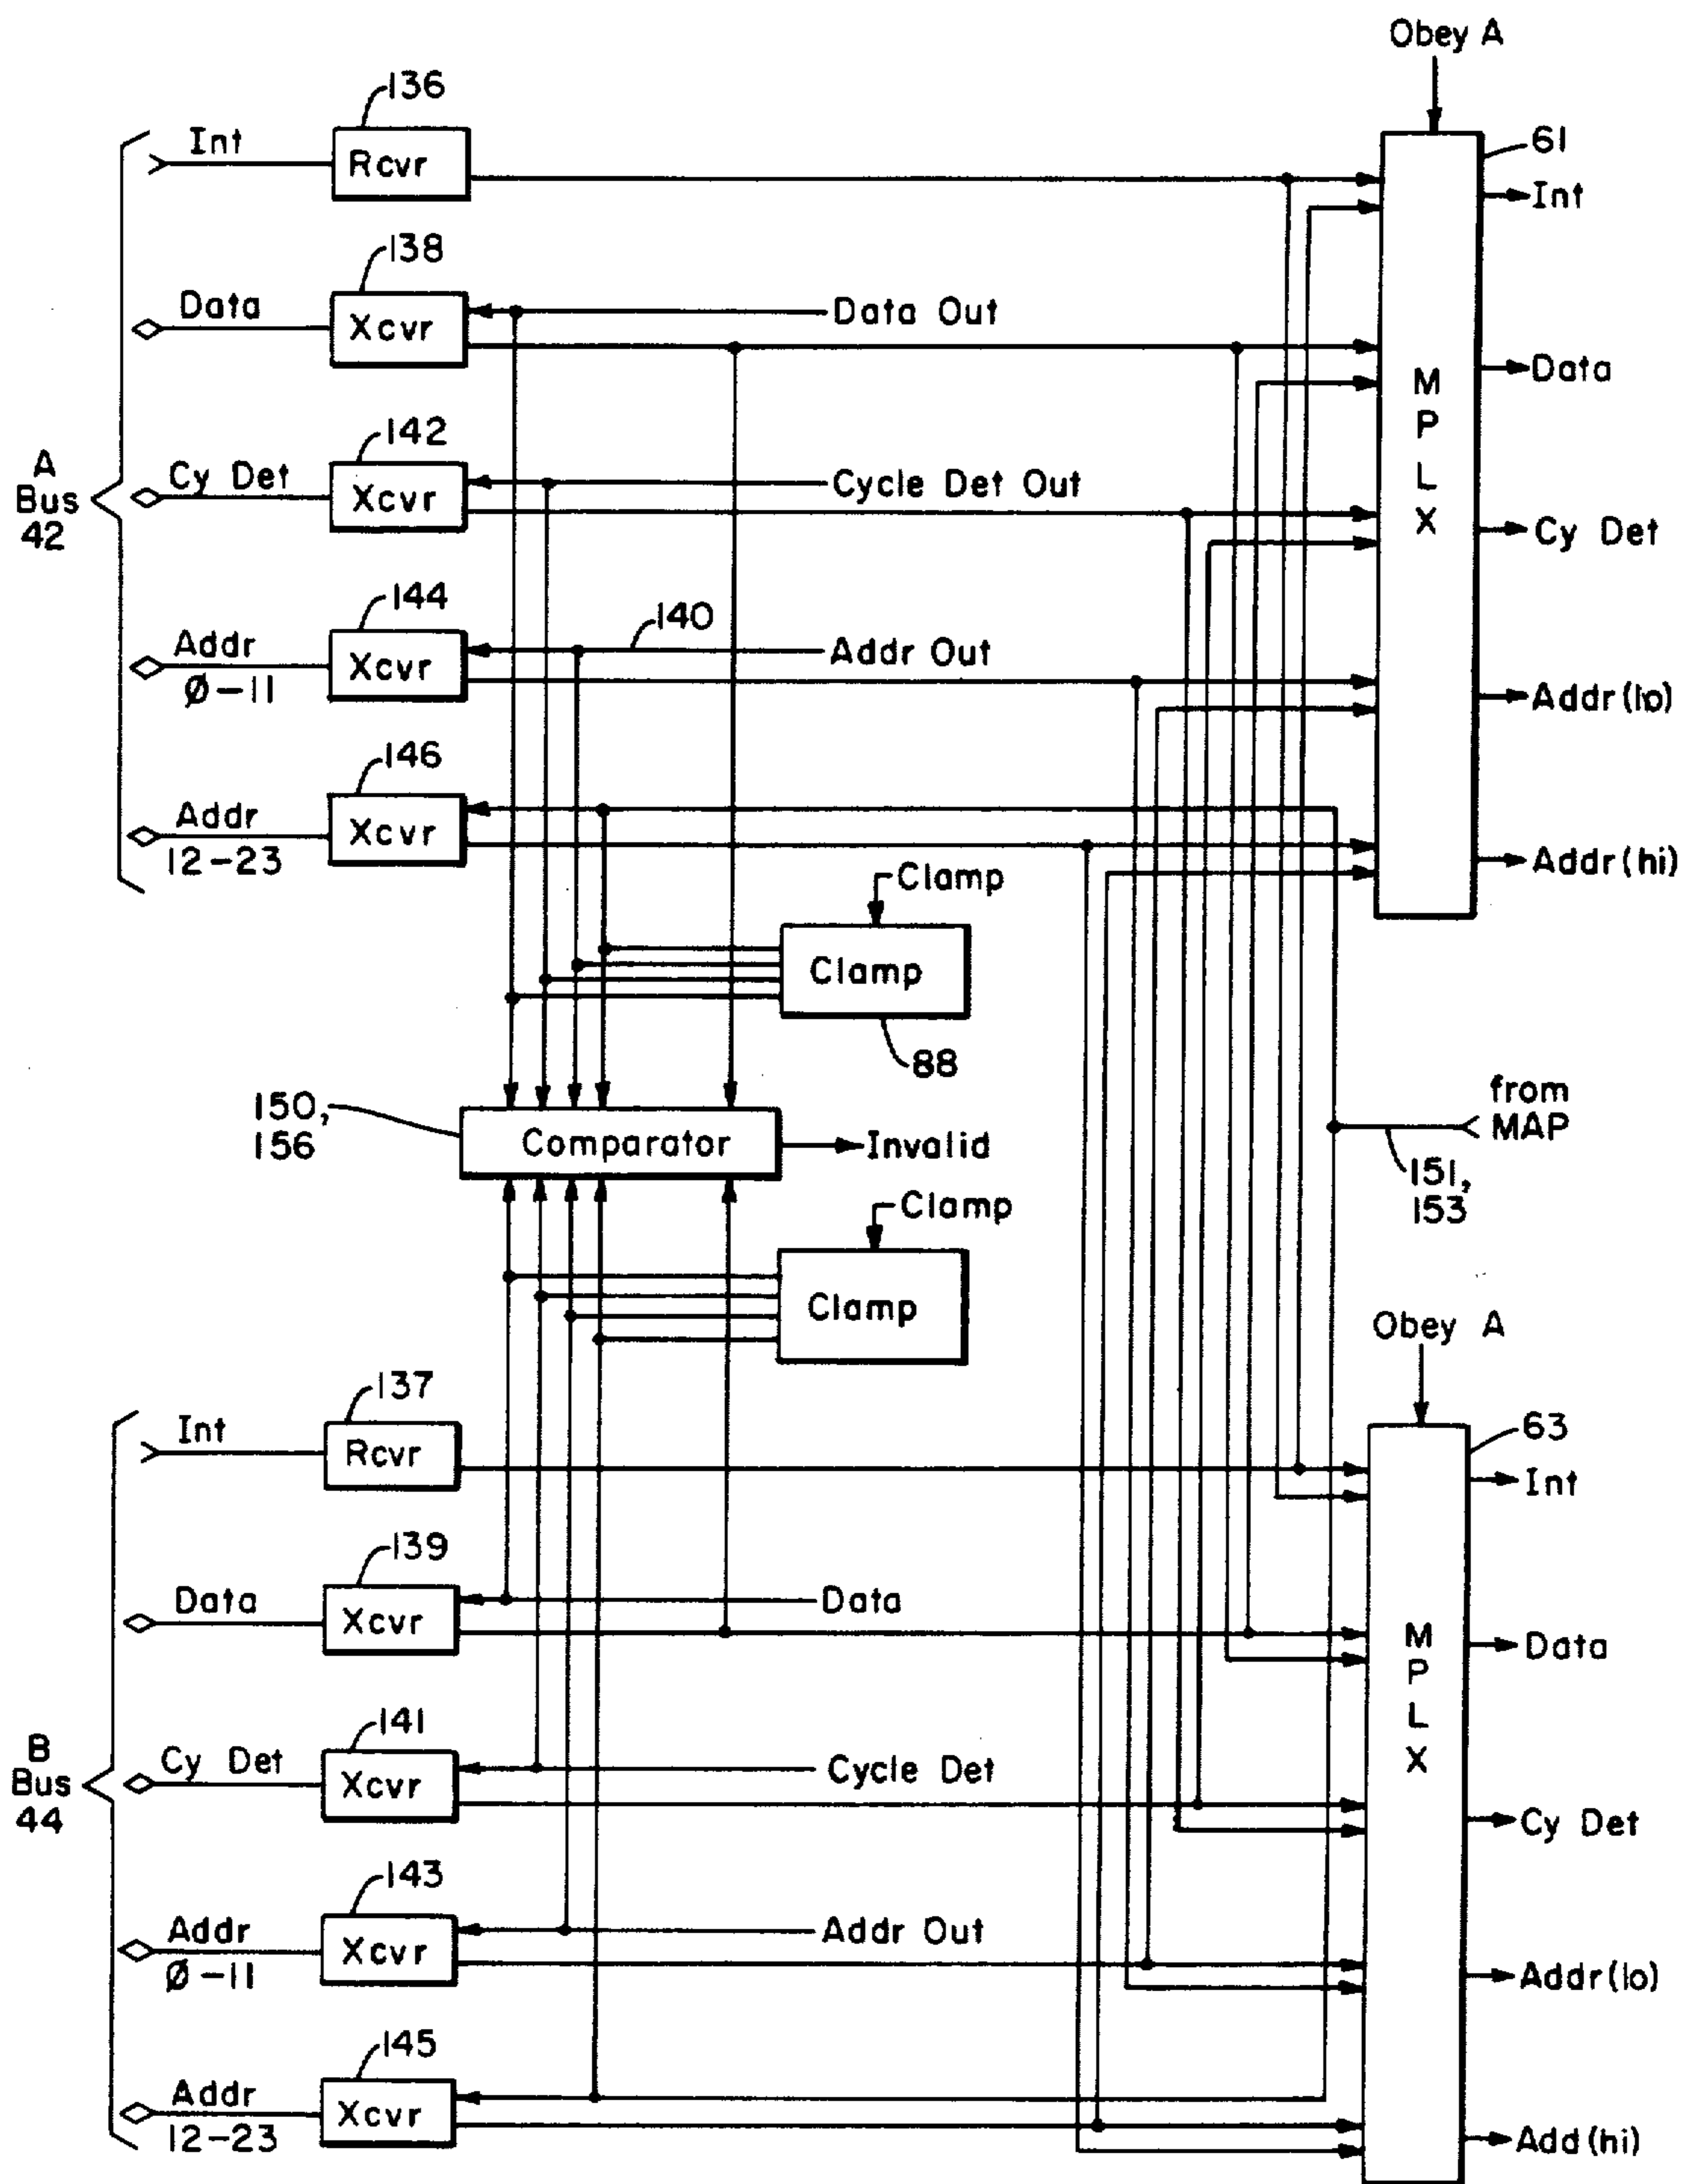 Obey A
136
Int
Rcvr
61
Int
138
Data
Xcvr
Data Out
Data
142
Cy Det
Xcvr
Cycle Det Out
Cy Det
A
Bus
42
MPLX
144
140
Addr
Ø-11
Xcvr
Addr Out
Addr(lo)
146
Addr
12-23
Xcvr
Addr(hi)
Clamp
Clamp
88
from
MAP
151,
153
150,
156
Comparator
Invalid
Clamp
Clamp
Obey A
137
Int
Rcvr
63
Int
139
Data
Xcvr
Data
Data
MPLX
141
Cy Det
Xcvr
Cycle Det
Cy Det
B
Bus
44
143
Addr
Ø-11
Xcvr
Addr Out
Addr(lo)
145
Addr
12-23
Xcvr
Add(hi)